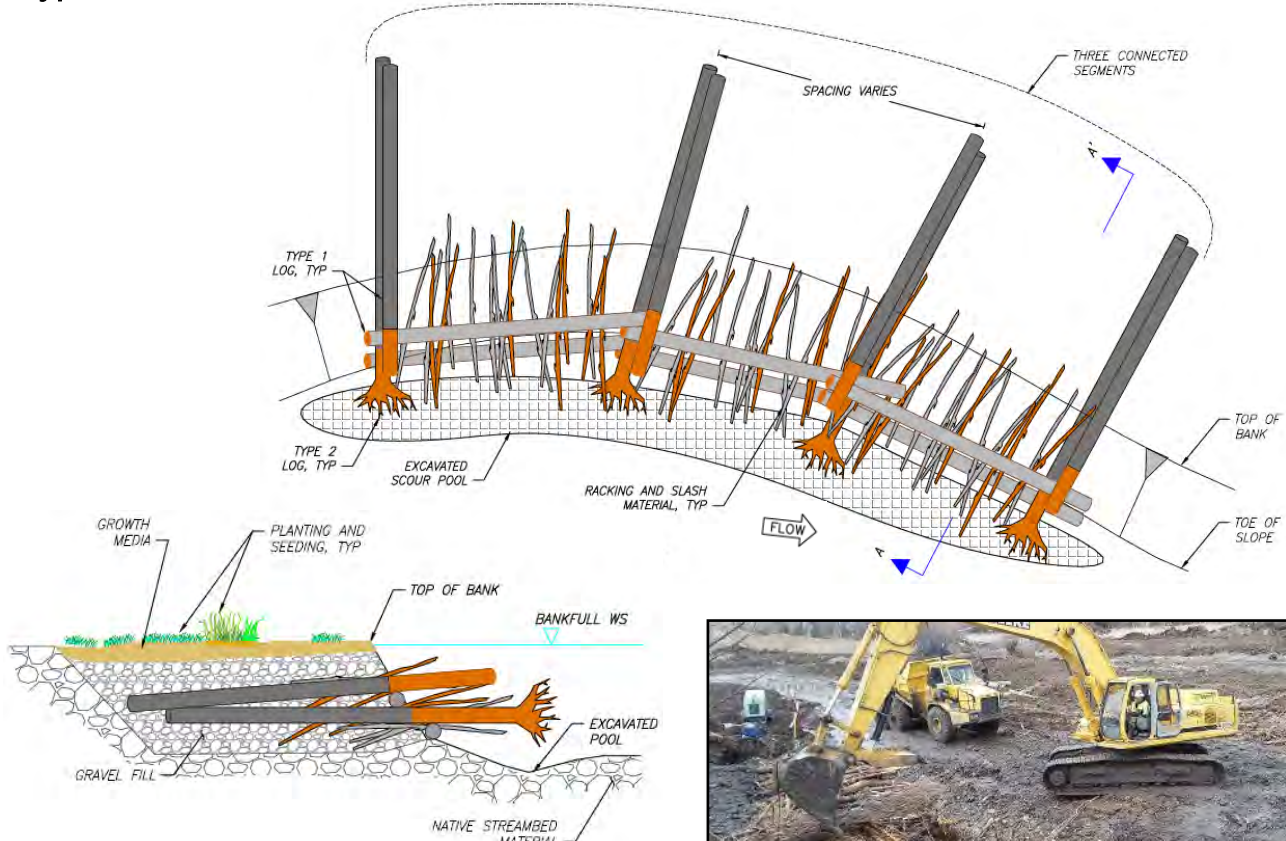 THREE CONNECTED
SEGMENTS
SPACING VARIES
A'
TYPE 1
LOG, TYP
TYPE 2
LOG, TYP
EXCAVATED
SCOUR POOL
RACKING AND SLASH
MATERIAL, TYP
FLOW
A
TOP OF
BANK
TOE OF
SLOPE
GROWTH
MEDIA
PLANTING AND
SEEDING, TYP
TOP OF BANK
BANKFULL WS
EXCAVATED
POOL
GRAVEL FILL
NATIVE STREAMBED
MATERIAL